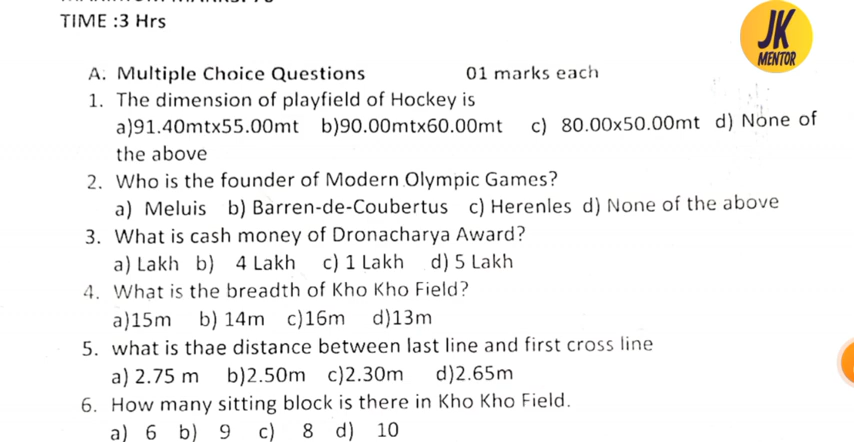 TIME :3 Hrs
JK
MENTOR
A. Multiple Choice Questions 01 marks each
1. The dimension of playfield of Hockey is
a)91.40mtx55.00mt b)90.00mtx60.00mt c) 80.00x50.00mt d) None of
the above
2. Who is the founder of Modern Olympic Games?
a) Meluis b) Barren-de-Coubertus c) Herenles d) None of the above
3. What is cash money of Dronacharya Award?
a) Lakh b) 4 Lakh c) 1 Lakh d) 5 Lakh
4. What is the breadth of Kho Kho Field?
a)15m b) 14m c)16m d)13m
5. what is thae distance between last line and first cross line
a) 2.75 m b)2.50m c)2.30m d)2.65m
6. How many sitting block is there in Kho Kho Field.
a) 6 b) 9 c) 8 d) 10